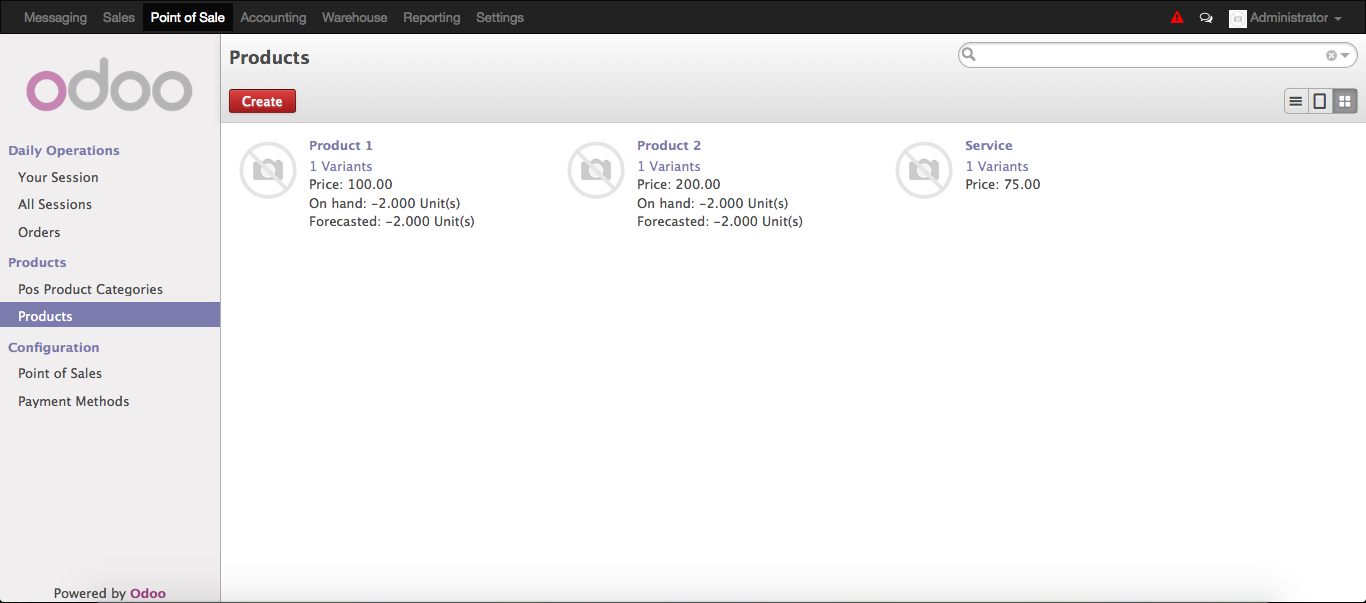 Messaging Sales Point of Sale Accounting Warehouse Reporting Settings Administrator
odoo
Daily Operations
Your Session
All Sessions
Orders
Products
Pos Product Categories
Products
Configuration
Point of Sales
Payment Methods
Powered by Odoo
Products
Create
Product 1
1 Variants
Price: 100.00
On hand: -2.000 Unit(s)
Forecasted: -2.000 Unit(s)
Product 2
1 Variants
Price: 200.00
On hand: -2.000 Unit(s)
Forecasted: -2.000 Unit(s)
Service
1 Variants
Price: 75.00